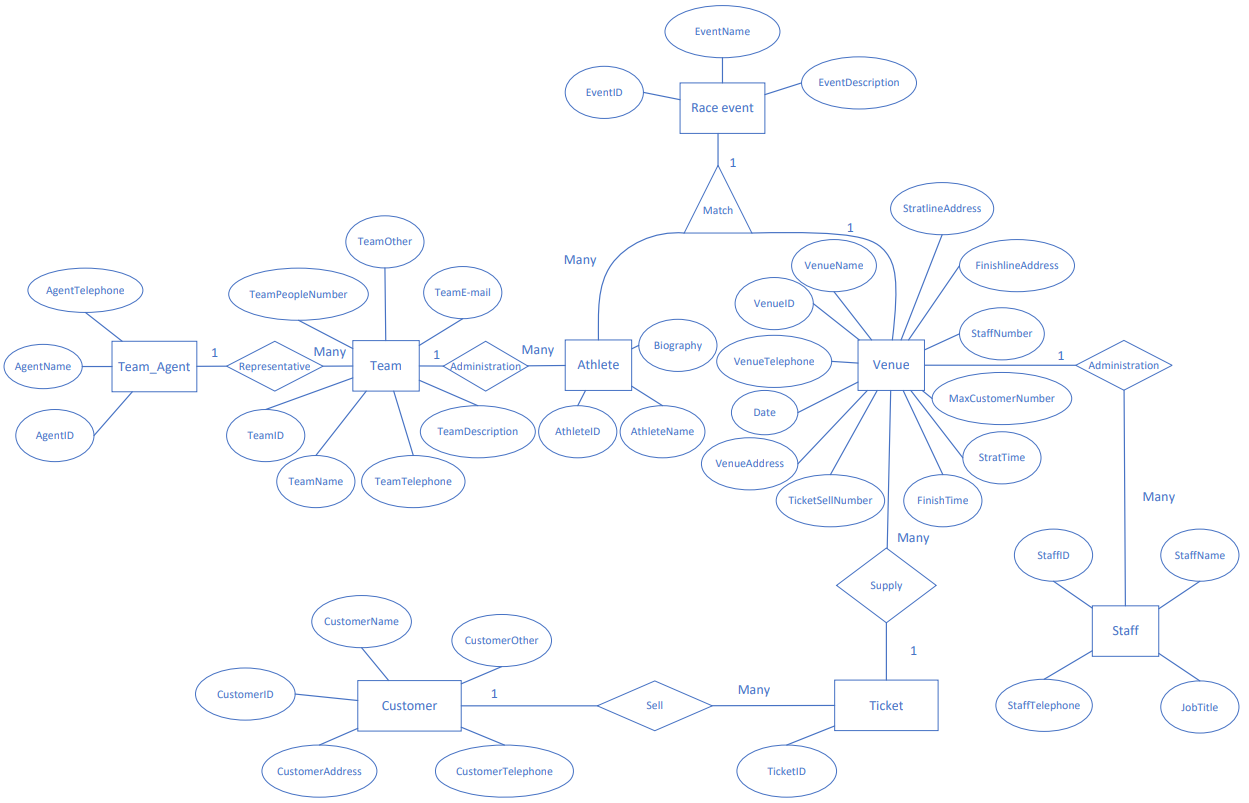 EventName
EventID
EventDescription
Race event
1
Match
StratlineAddress
1
TeamOther
Many
VenueName
FinishlineAddress
AgentTelephone
TeamPeopleNumber
TeamE-mail
VenueID
StaffNumber
Biography
1
Many
1
Many
VenueTelephone
1
AgentName
Team_Agent
Representative
Team
Administration
Athlete
Venue
Administration
MaxCustomerNumber
Date
AgentID
TeamID
TeamDescription
AthleteID
AthleteName
VenueAddress
StratTime
TeamName
TeamTelephone
TicketSellNumber
FinishTime
Many
Many
StaffID
StaffName
Supply
CustomerName
CustomerOther
Staff
1
CustomerID
1
Many
Customer
Sell
Ticket
StaffTelephone
JobTitle
CustomerAddress
CustomerTelephone
TicketID